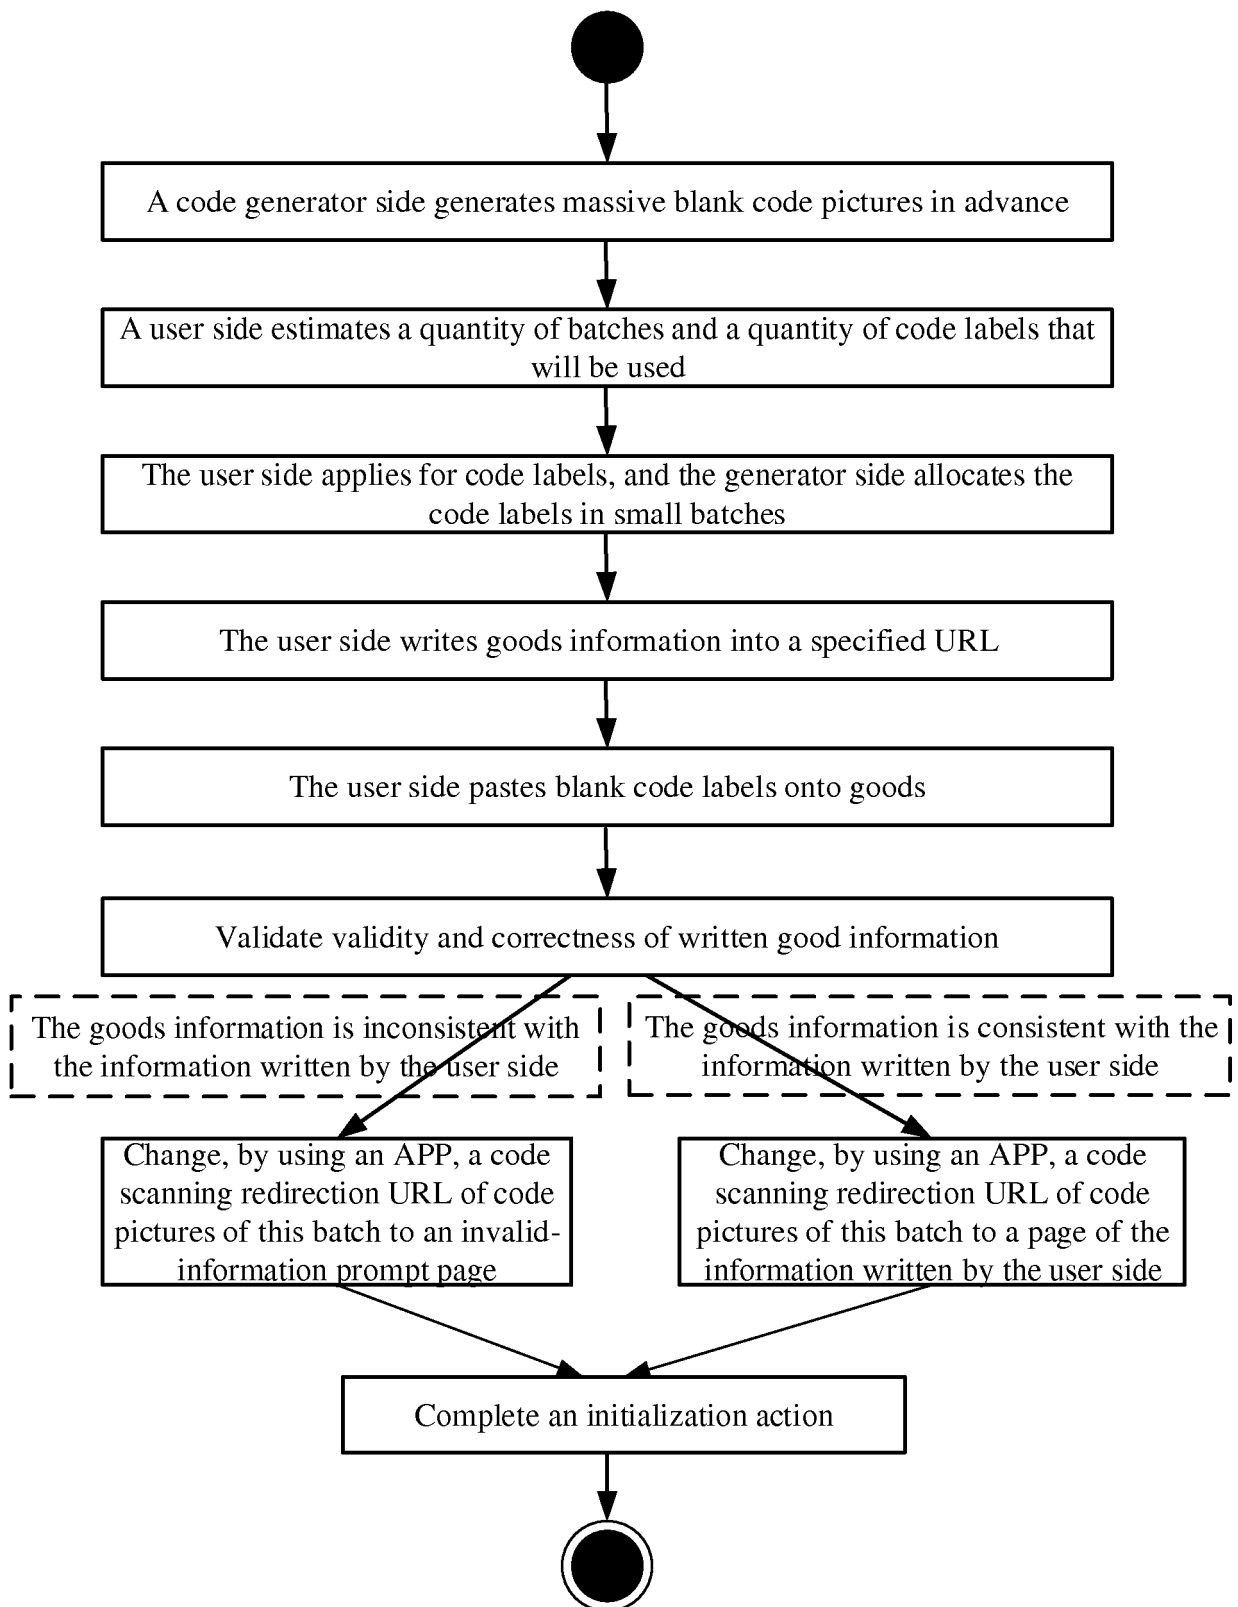 A code generator side generates massive blank code pictures in advance
A user side estimates a quantity of batches and a quantity of code labels that
will be used
The user side applies for code labels, and the generator side allocates the
code labels in small batches
The user side writes goods information into a specified URL
The user side pastes blank code labels onto goods
Validate validity and correctness of written good information
The goods information is inconsistent with
the information written by the user side
The goods information is consistent with the
information written by the user side
Change, by using an APP, a code
scanning redirection URL of code
pictures of this batch to an invalid-
information prompt page
Change, by using an APP, a code
scanning redirection URL of code
pictures of this batch to a page of the
information written by the user side
Complete an initialization action